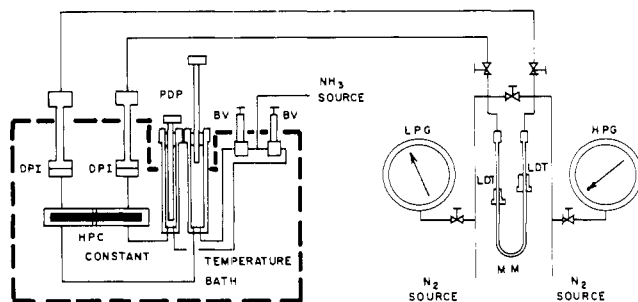 PDP
BV
BV
NH3
SOURCE
LPG
HPG
DPI
DPI
LDT
LDT
HPC
CONSTANT
TEMPERATURE
BATH
MM
N2
SOURCE
N2
SOURCE